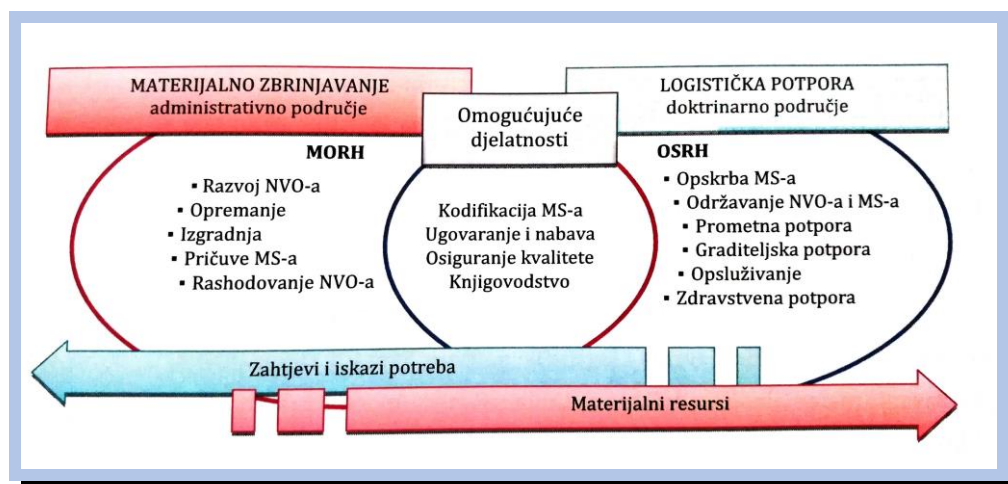 MATERIJALNO ZBRINJAVANJE
administrativno područje
Omogućujuće
djelatnosti
LOGISTIČKA POTPORA
doktrinarno područje
MORH
▪ Razvoj NVO-a
▪ Opremanje
▪ Izgradnja
▪ Pričuve MS-a
▪ Rashodovanje NVO-a
Kodifikacija MS-a
Ugovaranje i nabava
Osiguranje kvalitete
Knjigovodstvo
OSRH
▪ Opskrba MS-a
▪ Održavanje NVO-a i MS-a
▪ Prometna potpora
▪ Graditeljska potpora
▪ Opsluživanje
▪ Zdravstvena potpora
Zahtjevi i iskazi potreba
Materijalni resursi